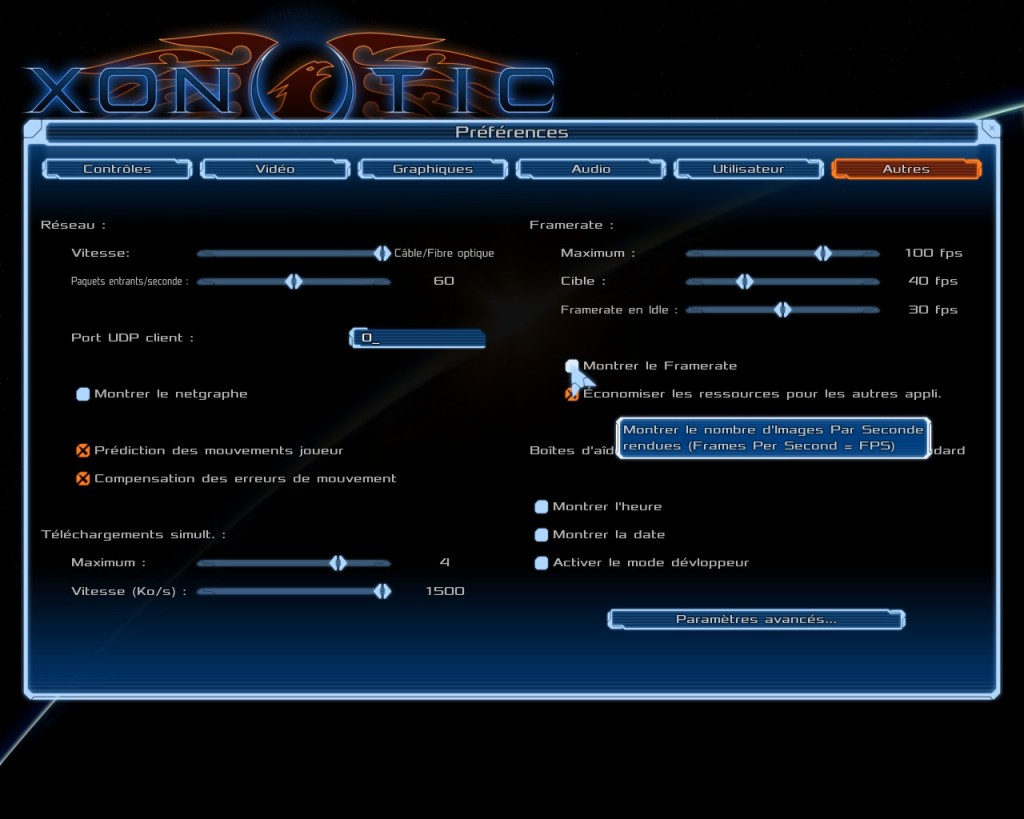 XONOTIC
Préférences
Contrôles Vidéo Graphiques Audio Utilisateur Autres
Réseau :
Vitesse: Câble/Fibre optique
Paquets entrants/seconde : 60
Port UDP client : 0_
Montrer le netgraphe
Prédiction des mouvements joueur
Compensation des erreurs de mouvement
Téléchargements simult. :
Maximum : 4
Vitesse (Ko/s) : 1500
Framerate :
Maximum : 100 fps
Cible : 40 fps
Framerate en Idle : 30 fps
Montrer le Framerate
Économiser les ressources pour les autres appli.
Montrer le nombre d'Images Par Seconde
rendues (Frames Per Second = FPS)
Boîtes
Montrer l'heure
Montrer la date
Activer le mode dévloppeur
Paramètres avancés...